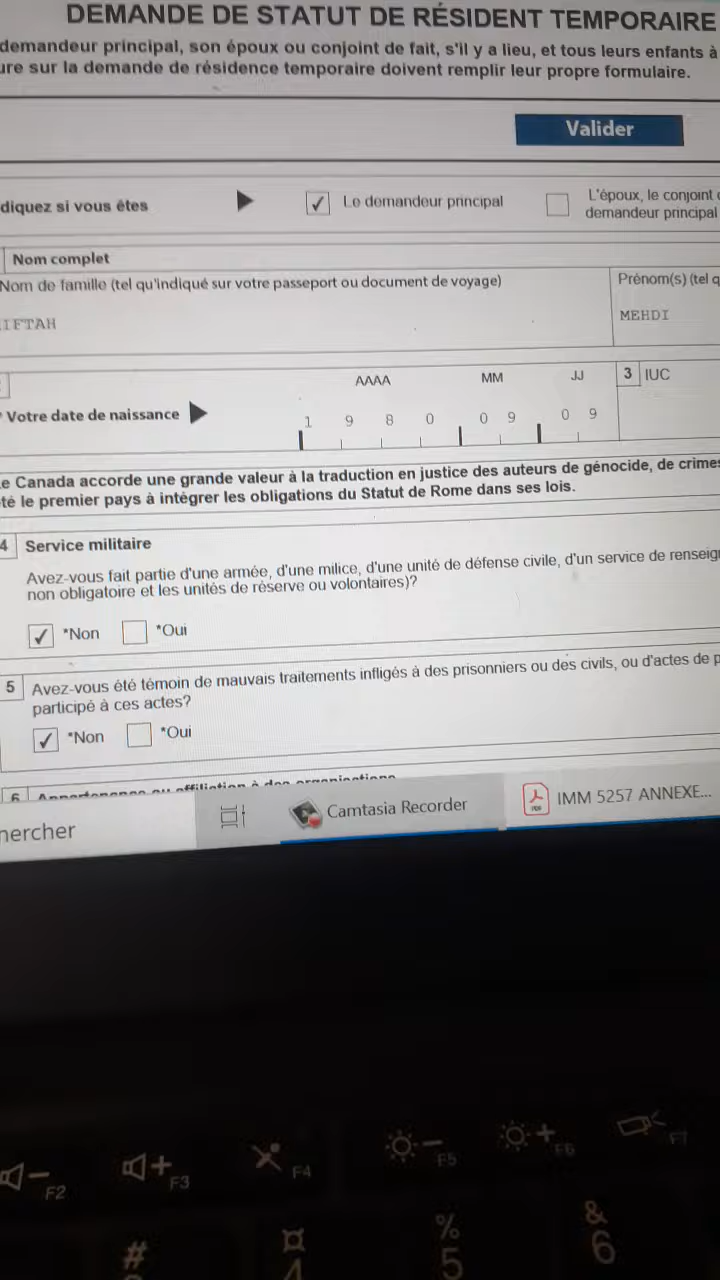 DEMANDE DE STATUT DE RÉSIDENT TEMPORAIRE
demandeur principal, son époux ou conjoint de fait, s'il y a lieu, et tous leurs enfants à
ure sur la demande de résidence temporaire doivent remplir leur propre formulaire.
Valider
diquez si vous êtes
Le demandeur principal
L'époux, le conjoint
demandeur principal
Nom complet
Nom de famille (tel qu'indiqué sur votre passeport ou document de voyage)
Prénom(s) (tel q
IFTAH
MEHDI
AAAA MM JJ
3 IUC
Votre date de naissance
1 9 8 0 0 9 0 9
e Canada accorde une grande valeur à la traduction en justice des auteurs de génocide, de crimes
té le premier pays à intégrer les obligations du Statut de Rome dans ses lois.
4 Service militaire
Avez-vous fait partie d'une armée, d'une milice, d'une unité de défense civile, d'un service de renseig
non obligatoire et les unités de réserve ou volontaires)?
*Non *Oui
5 Avez-vous été témoin de mauvais traitements infligés à des prisonniers ou des civils, ou d'actes de p
participé à ces actes?
*Non *Oui
6 Appartenance ou affiliation à des organisations
hercher
Camtasia Recorder
IMM 5257 ANNEXE...
F2 F3 F4 F5 F6 F7
# ¤ 4 % 5 & 6